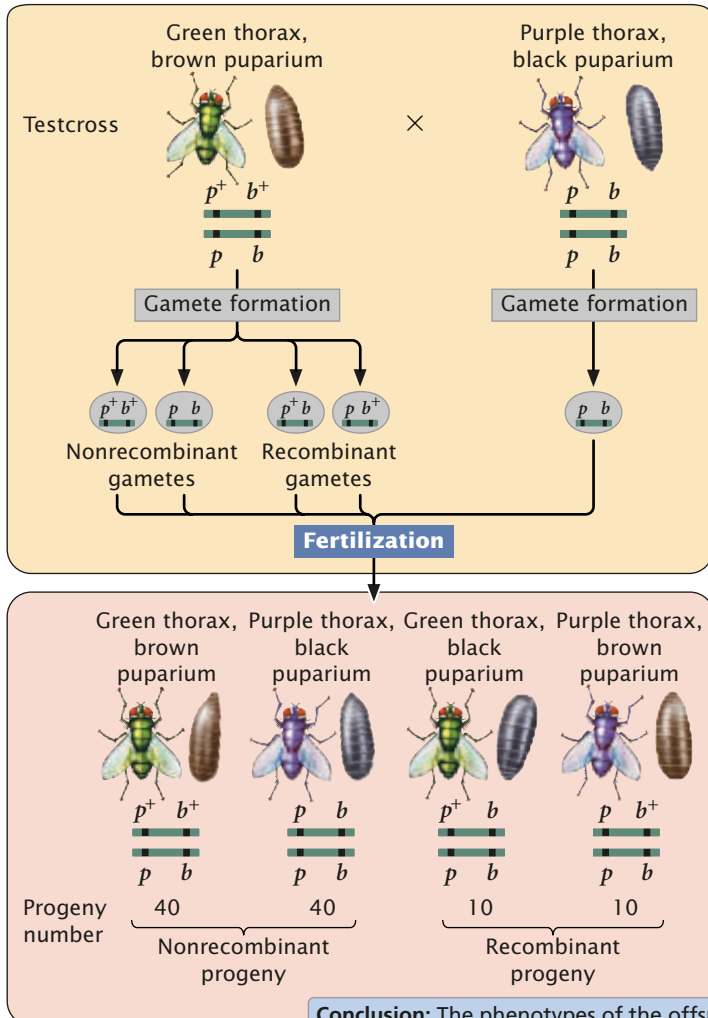 Green thorax, brown puparium
Purple thorax, black puparium
Testcross
×
p+ b+
p b
p b
p b
Gamete formation
Gamete formation
p+ b+
p b
p+ b
p b+
p b
Nonrecombinant gametes
Recombinant gametes
Fertilization
Green thorax, brown puparium
Purple thorax, black puparium
Green thorax, black puparium
Purple thorax, brown puparium
p+ b+
p b
p b
p b
p+ b
p b
p b+
p b
Progeny number
40
40
10
10
Nonrecombinant progeny
Recombinant progeny
Conclusion: The phenotypes of the